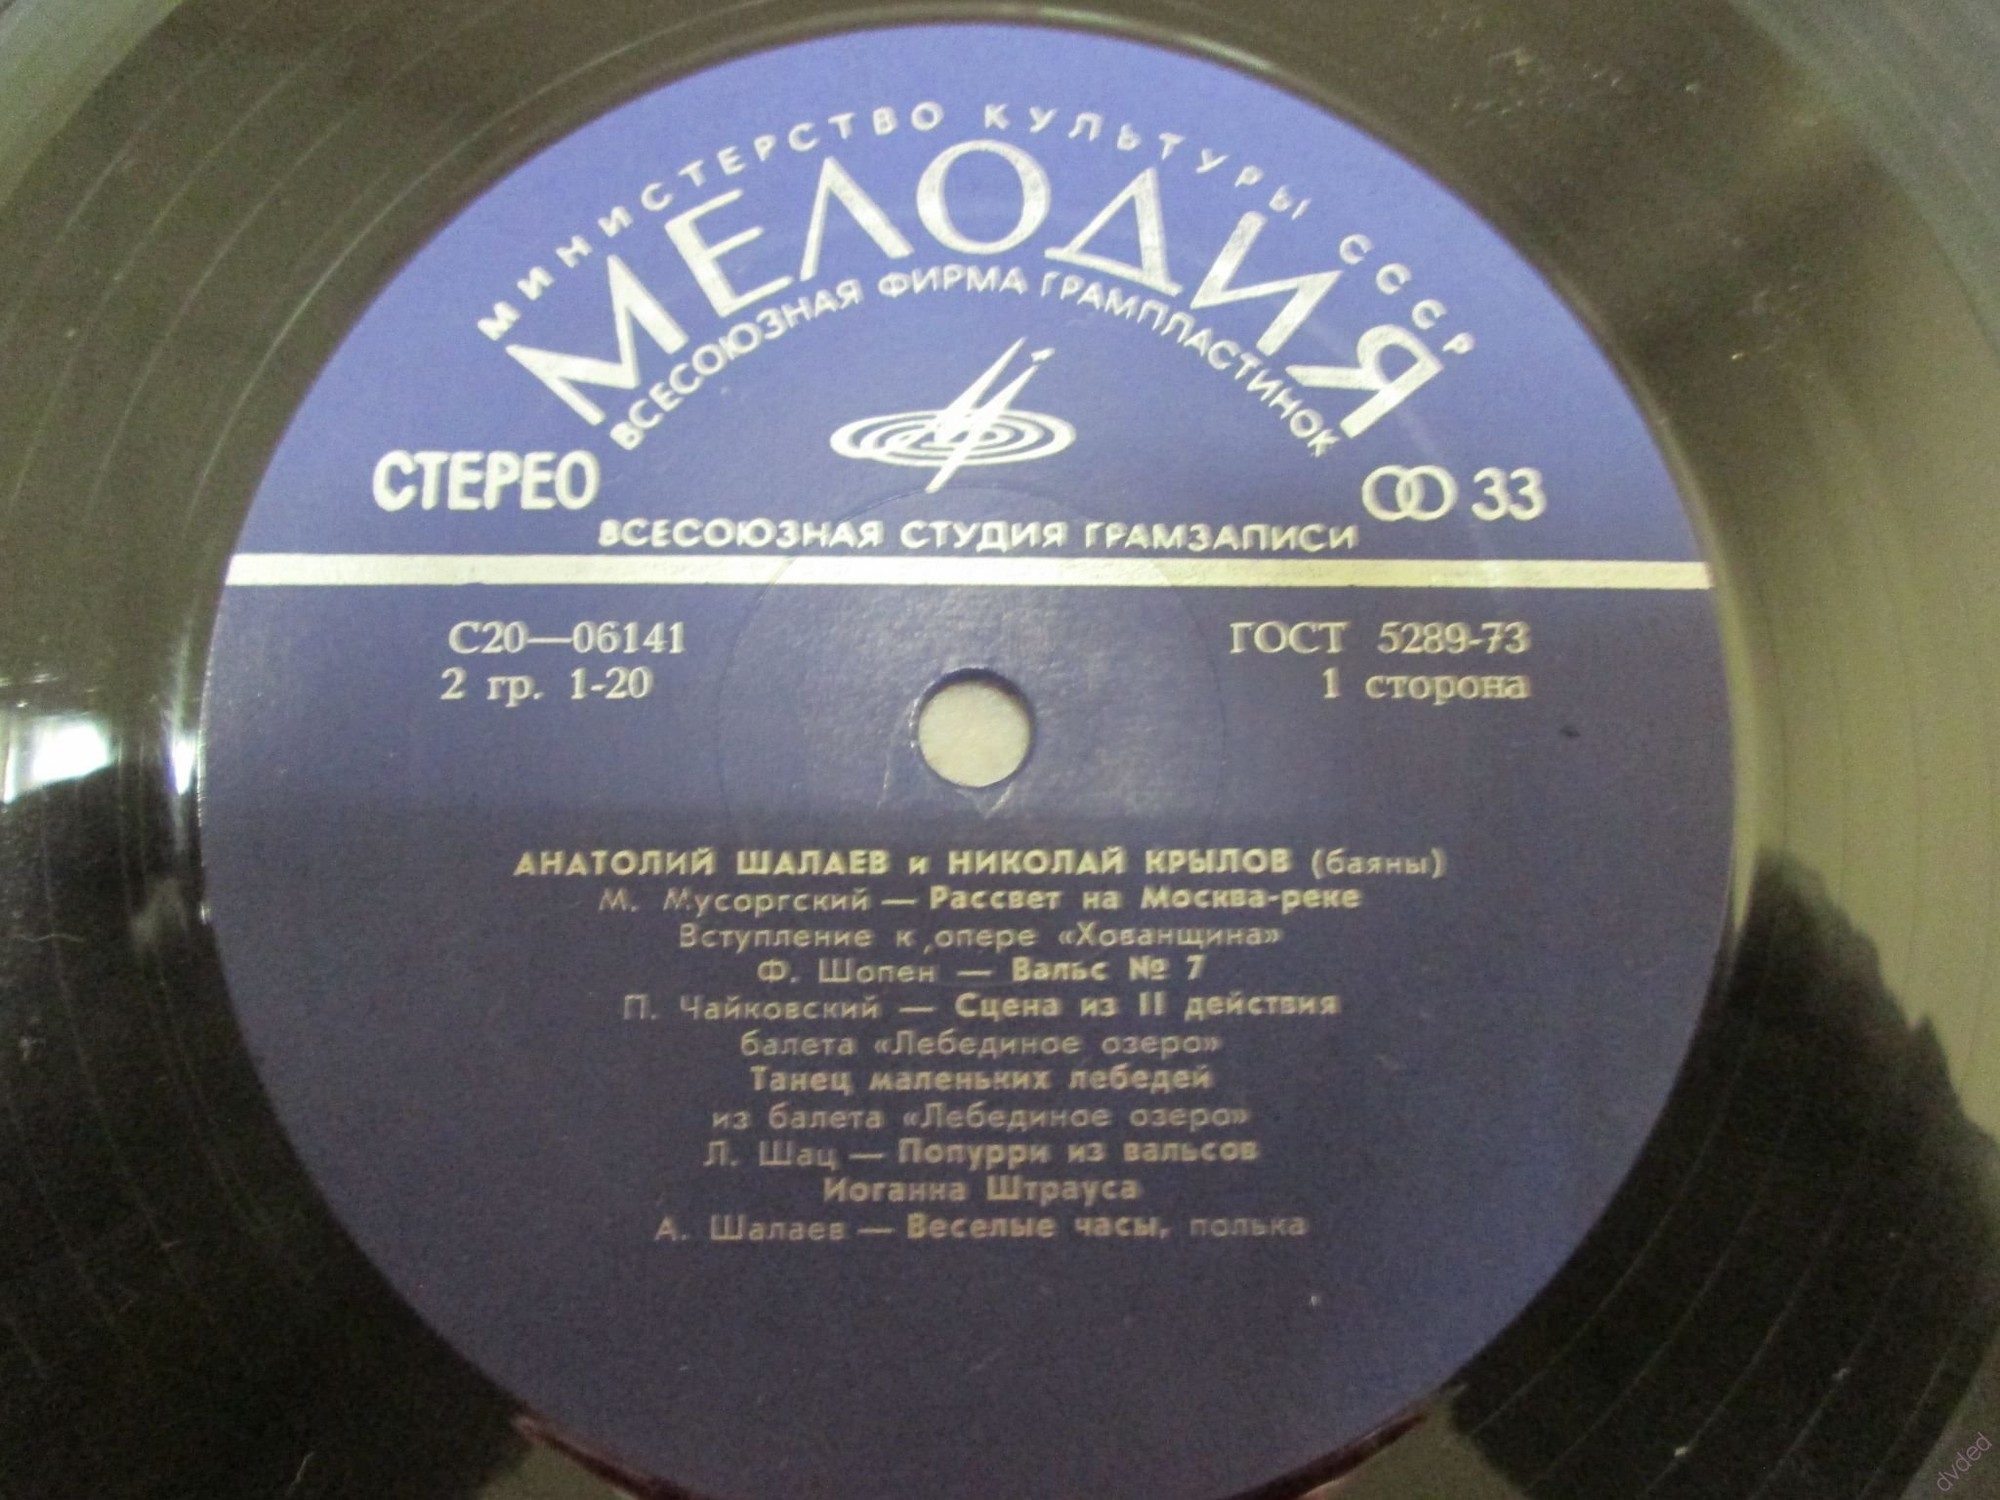 МИНИСТЕРСТВО КУЛЬТУРЫ СССР
МЕЛОДИЯ
ВСЕСОЮЗНАЯ ФИРМА ГРАМПЛАСТИНОК
СТЕРЕО
33
ВСЕСОЮЗНАЯ СТУДИЯ ГРАМЗАПИСИ
С20—06141
ГОСТ 5289-73
2 гр. 1-20
1 сторона
АНАТОЛИЙ ШАЛАЕВ и НИКОЛАЙ КРЫЛОВ (баяны)
М. Мусоргский — Рассвет на Москва-реке
Вступление к опере «Хованщина»
Ф. Шопен — Вальс № 7
П. Чайковский — Сцена из II действия
балета «Лебединое озеро»
Танец маленьких лебедей
из балета «Лебединое озеро»
Л. Шац — Попурри из вальсов
Иоганна Штрауса
А. Шалаев — Веселые часы, полька
dvded